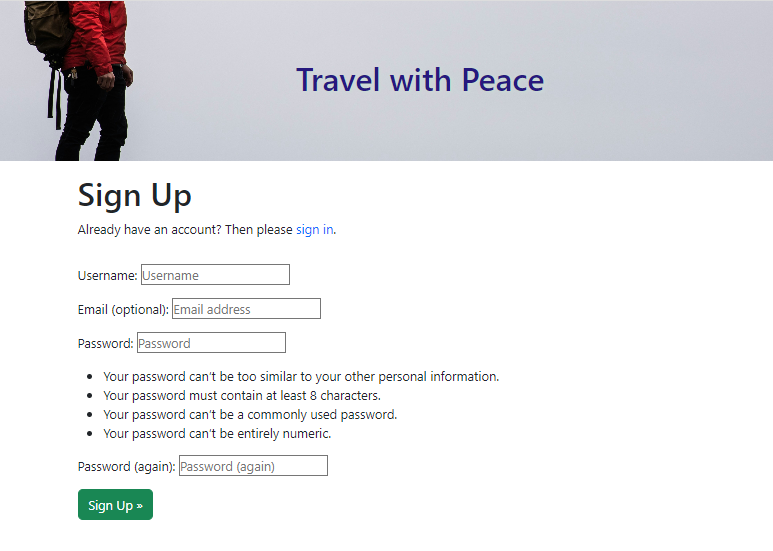 Travel with Peace
Sign Up
Already have an account? Then please sign in.
Username: Username
Email (optional): Email address
Password: Password
Your password can't be too similar to your other personal information.
Your password must contain at least 8 characters.
Your password can't be a commonly used password.
Your password can't be entirely numeric.
Password (again): Password (again)
Sign Up »